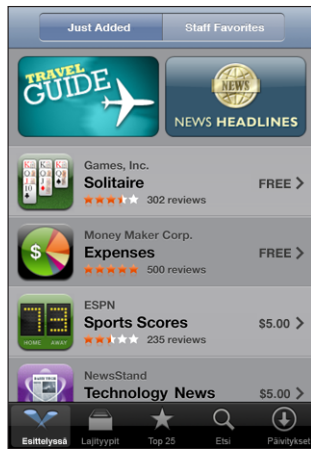 Just Added Staff Favorites
TRAVEL
GUIDE
NEWS
NEWS HEADLINES
Games, Inc.
Solitaire FREE
302 reviews
Money Maker Corp.
Expenses FREE
500 reviews
ESPN
Sports Scores $5.00
235 reviews
HOME AWAY
NewsStand
Technology News $5.00
Esittelyssä Lajityypit Top 25 Etsi Päivitykset